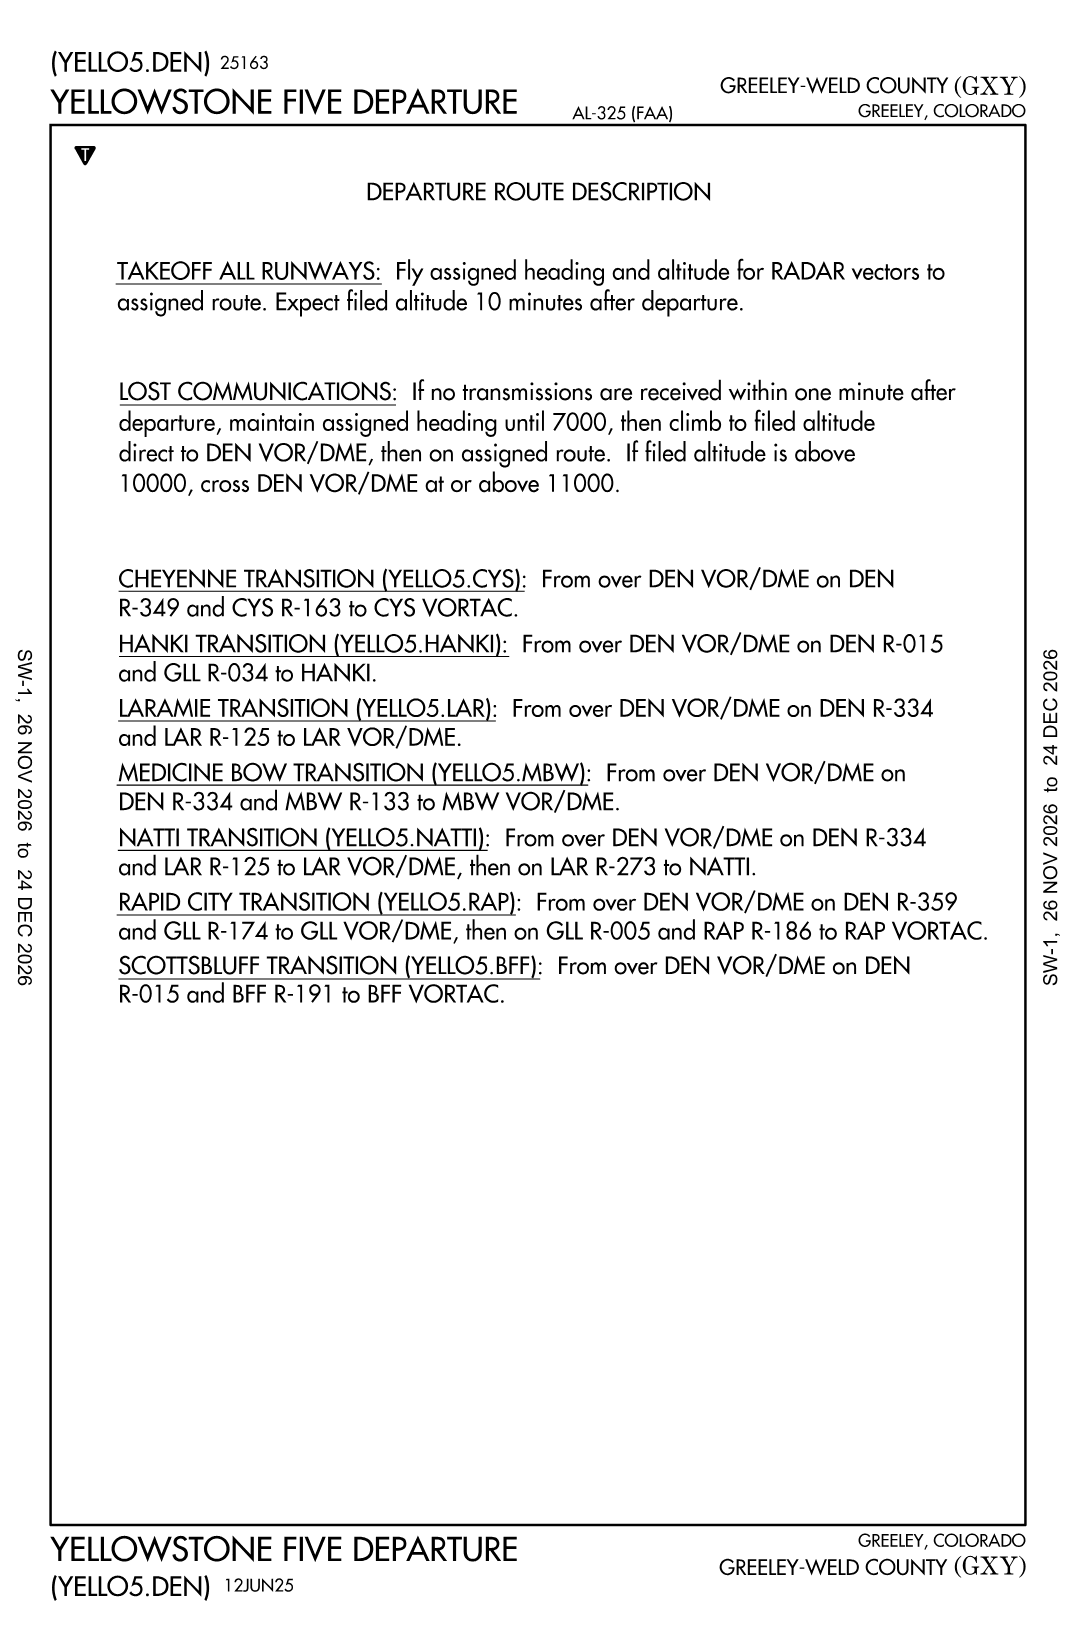 (YELLO5.DEN) 25163
YELLOWSTONE FIVE DEPARTURE
AL-325 (FAA)
GREELEY-WELD COUNTY (GXY)
GREELEY, COLORADO
T
DEPARTURE ROUTE DESCRIPTION
TAKEOFF ALL RUNWAYS: Fly assigned heading and altitude for RADAR vectors to
assigned route. Expect filed altitude 10 minutes after departure.
LOST COMMUNICATIONS: If no transmissions are received within one minute after
departure, maintain assigned heading until 7000, then climb to filed altitude
direct to DEN VOR/DME, then on assigned route. If filed altitude is above
10000, cross DEN VOR/DME at or above 11000.
CHEYENNE TRANSITION (YELLO5.CYS): From over DEN VOR/DME on DEN
R-349 and CYS R-163 to CYS VORTAC.
HANKI TRANSITION (YELLO5.HANKI): From over DEN VOR/DME on DEN R-015
and GLL R-034 to HANKI.
LARAMIE TRANSITION (YELLO5.LAR): From over DEN VOR/DME on DEN R-334
and LAR R-125 to LAR VOR/DME.
MEDICINE BOW TRANSITION (YELLO5.MBW): From over DEN VOR/DME on
DEN R-334 and MBW R-133 to MBW VOR/DME.
NATTI TRANSITION (YELLO5.NATTI): From over DEN VOR/DME on DEN R-334
and LAR R-125 to LAR VOR/DME, then on LAR R-273 to NATTI.
RAPID CITY TRANSITION (YELLO5.RAP): From over DEN VOR/DME on DEN R-359
and GLL R-174 to GLL VOR/DME, then on GLL R-005 and RAP R-186 to RAP VORTAC.
SCOTTSBLUFF TRANSITION (YELLO5.BFF): From over DEN VOR/DME on DEN
R-015 and BFF R-191 to BFF VORTAC.
SW-1, 26 NOV 2026 to 24 DEC 2026
SW-1, 26 NOV 2026 to 24 DEC 2026
YELLOWSTONE FIVE DEPARTURE
(YELLO5.DEN) 12JUN25
GREELEY, COLORADO
GREELEY-WELD COUNTY (GXY)